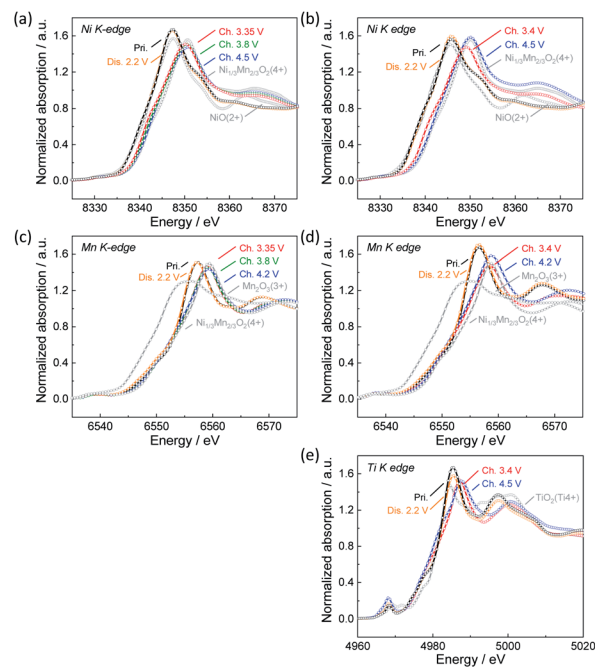 (a)
Ni K-edge
Pri.
Dis. 2.2 V
Ch. 3.35 V
Ch. 3.8 V
Ch. 4.5 V
Ni1/3Mn2/3O2(4+)
NiO(2+)
Normalized absorption / a.u.
1.6
1.2
0.8
0.4
0.0
8330 8340 8350 8360 8370
Energy / eV
(b)
Ni K edge
Pri.
Dis. 2.2 V
Ch. 3.4 V
Ch. 4.5 V
Ni1/3Mn2/3O2(4+)
NiO(2+)
Normalized absorption / a.u.
1.6
1.2
0.8
0.4
0.0
8330 8340 8350 8360 8370
Energy / eV
(c)
Mn K-edge
Pri.
Dis. 2.2 V
Ch. 3.35 V
Ch. 3.8 V
Ch. 4.2 V
Mn2O3(3+)
Ni1/3Mn2/3O2(4+)
Normalized absorption / a.u.
1.6
1.2
0.8
0.4
0.0
6540 6550 6560 6570
Energy / eV
(d)
Mn K edge
Pri.
Dis. 2.2 V
Ch. 3.4 V
Ch. 4.2 V
Mn2O3(3+)
Ni1/3Mn2/3O2(4+)
Normalized absorption / a.u.
1.6
1.2
0.8
0.4
0.0
6540 6550 6560 6570
Energy / eV
(e)
Ti K edge
Pri.
Dis. 2.2 V
Ch. 3.4 V
Ch. 4.5 V
TiO2(Ti4+)
Normalized absorption / a.u.
1.6
1.2
0.8
0.4
0.0
4960 4980 5000 5020
Energy / eV